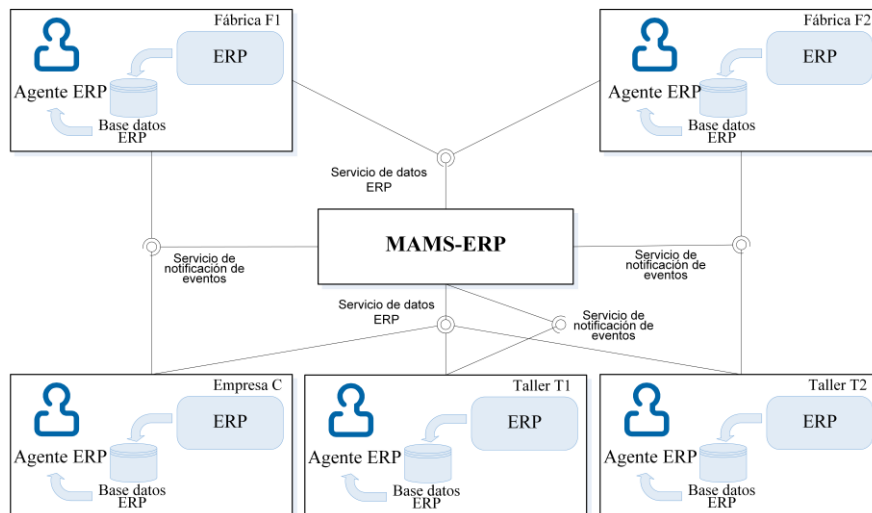 Fábrica F1
ERP
Agente ERP
Base datos
ERP
Fábrica F2
ERP
Agente ERP
Base datos
ERP
Servicio de datos
ERP
MAMS-ERP
Servicio de
notificación de
eventos
Servicio de
notificación de
eventos
Servicio de datos
ERP
Servicio de
notificación de
eventos
Empresa C
ERP
Agente ERP
Base datos
ERP
Taller T1
ERP
Agente ERP
Base datos
ERP
Taller T2
ERP
Agente ERP
Base datos
ERP